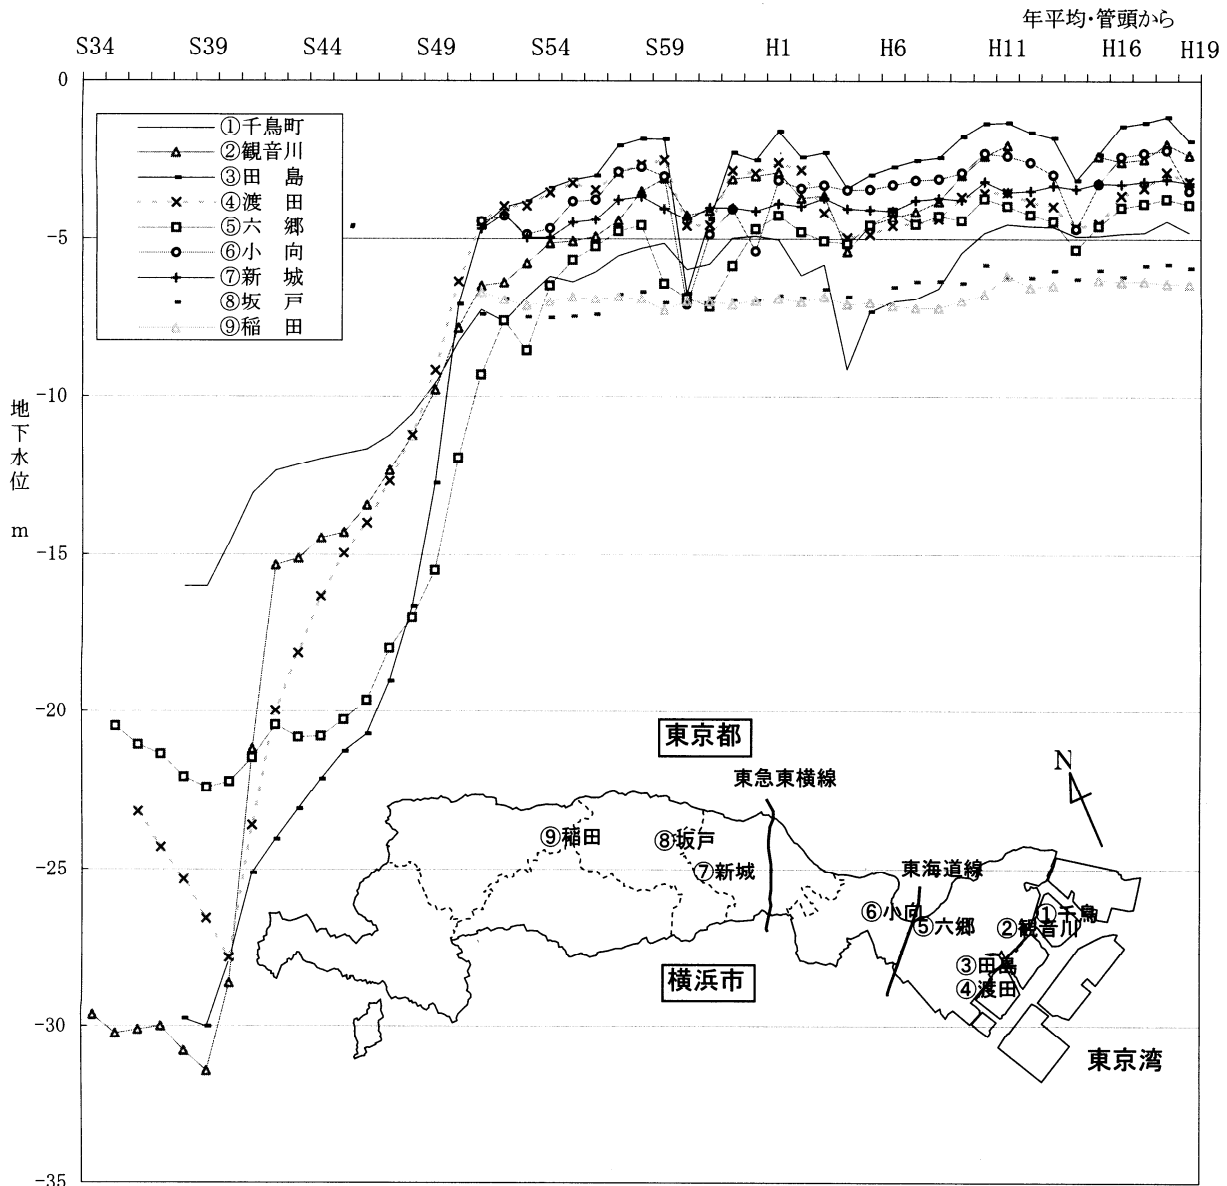 年平均・管頭から
S34 S39 S44 S49 S54 S59 H1 H6 H11 H16 H19
0
①千鳥町
②観音川
③田 島
④渡 田
⑤六 郷
⑥小 向
⑦新 城
⑧坂 戸
⑨稲 田
-5
-10
地下水位 m
-15
-20
東京都
東急東横線
N
⑨稲田
⑧坂戸
⑦新城
-25
東海道線
⑥小向
⑤六郷
①千鳥
②観音川
③田島
④渡田
横浜市
-30
東京湾
-35